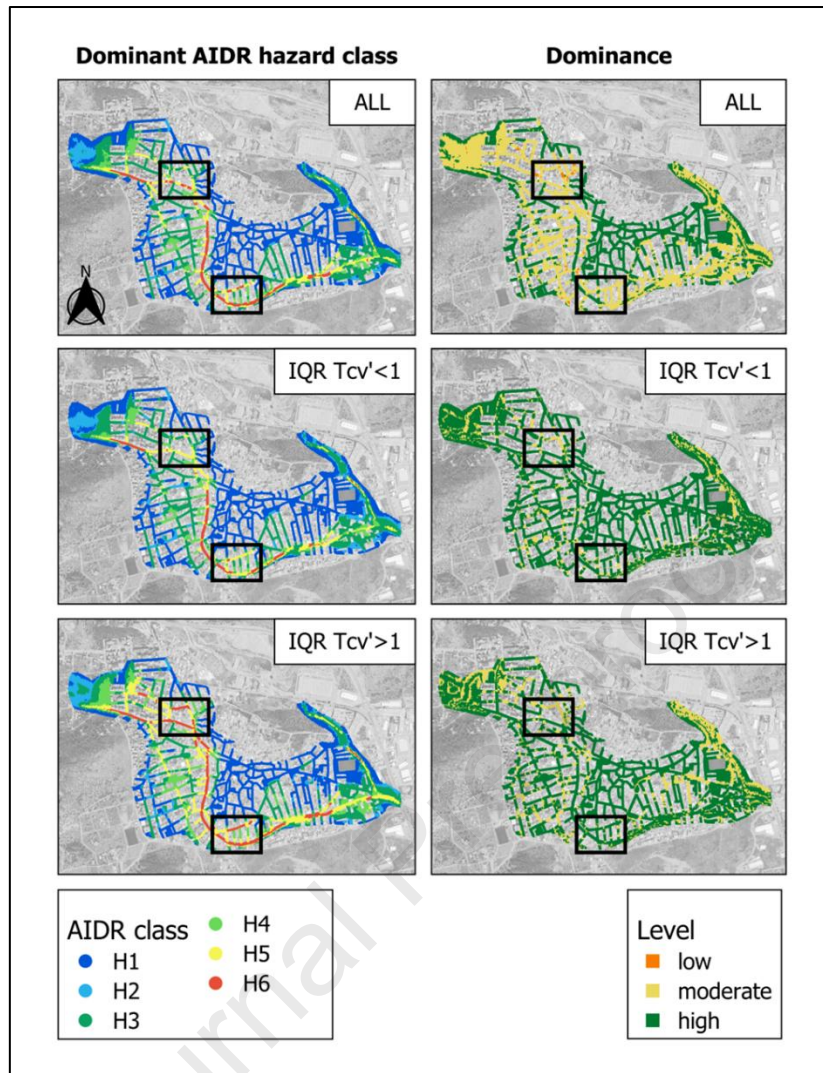 Dominant AIDR hazard class
Dominance
ALL
ALL
N
IQR Tcv'<1
IQR Tcv'<1
IQR Tcv'>1
IQR Tcv'>1
AIDR class
H1
H2
H3
H4
H5
H6
Level
low
moderate
high